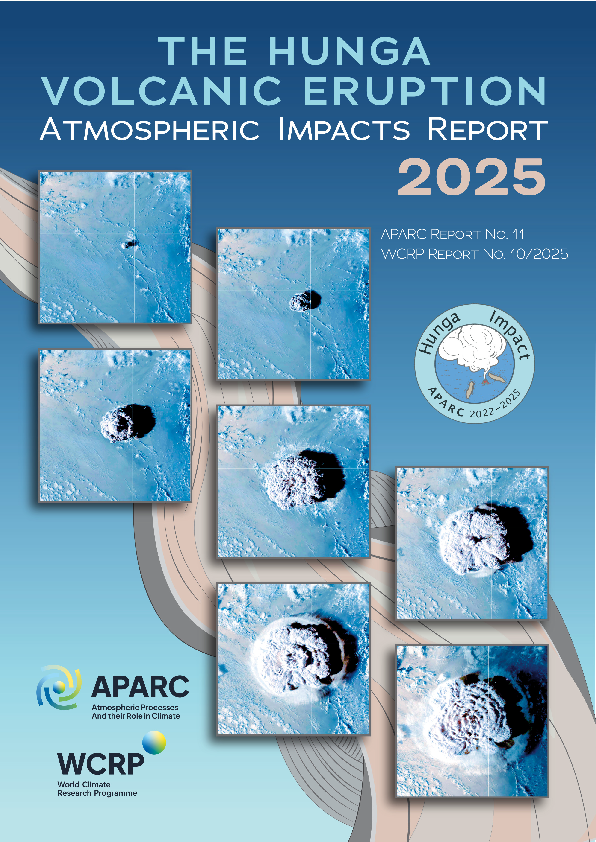 THE HUNGA
VOLCANIC ERUPTION
ATMOSPHERIC IMPACTS REPORT
2025
APARC REPORT NO. 11
WCRP REPORT NO. 10/2025
Hunga Impact
APARC 2022-2025
APARC
Atmospheric Processes
And their Role in Climate
WCRP
World Climate
Research Programme